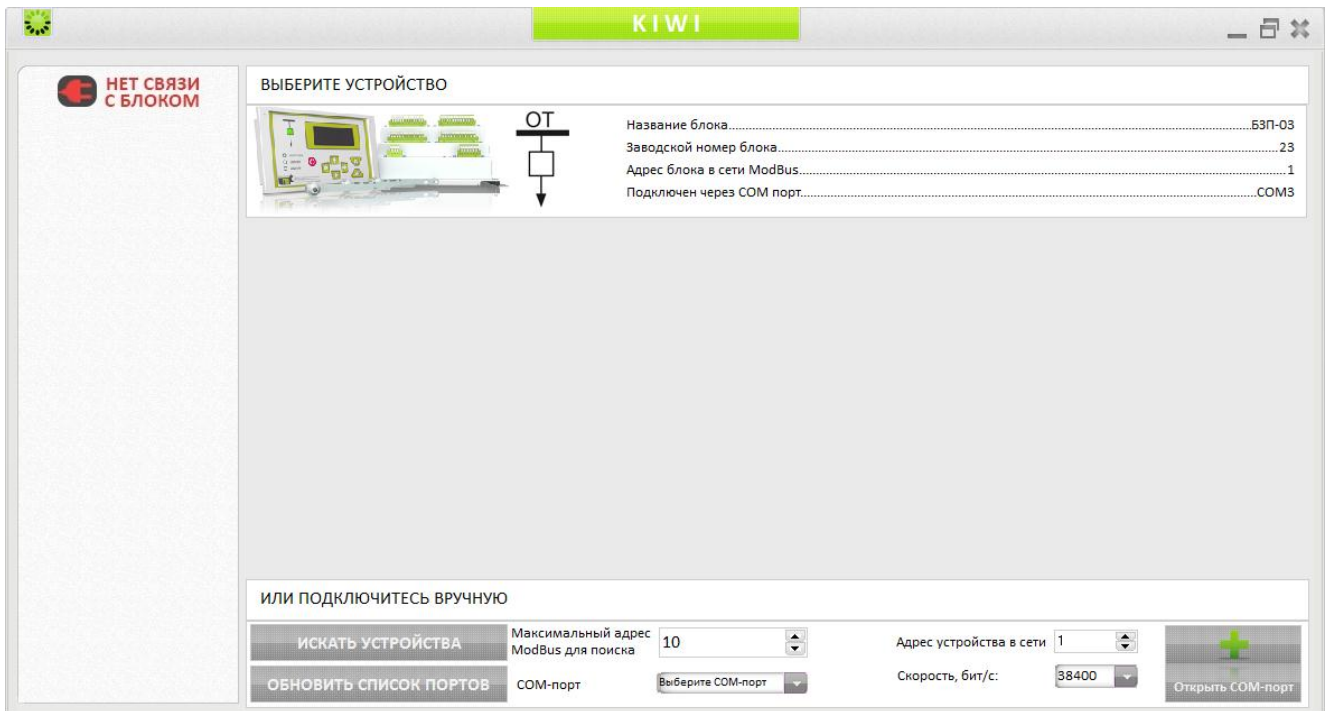 KIWI
НЕТ СВЯЗИ
С БЛОКОМ
ВЫБЕРИТЕ УСТРОЙСТВО
ОТ
Название блока........БЗП-03
Заводской номер блока........23
Адрес блока в сети ModBus........1
Подключен через COM порт........COM3
ИЛИ ПОДКЛЮЧИТЕСЬ ВРУЧНУЮ
ИСКАТЬ УСТРОЙСТВА
Максимальный адрес
ModBus для поиска
10
Адрес устройства в сети
1
ОБНОВИТЬ СПИСОК ПОРТОВ
COM-порт
Выберите COM-порт
Скорость, бит/с:
38400
Открыть COM-порт